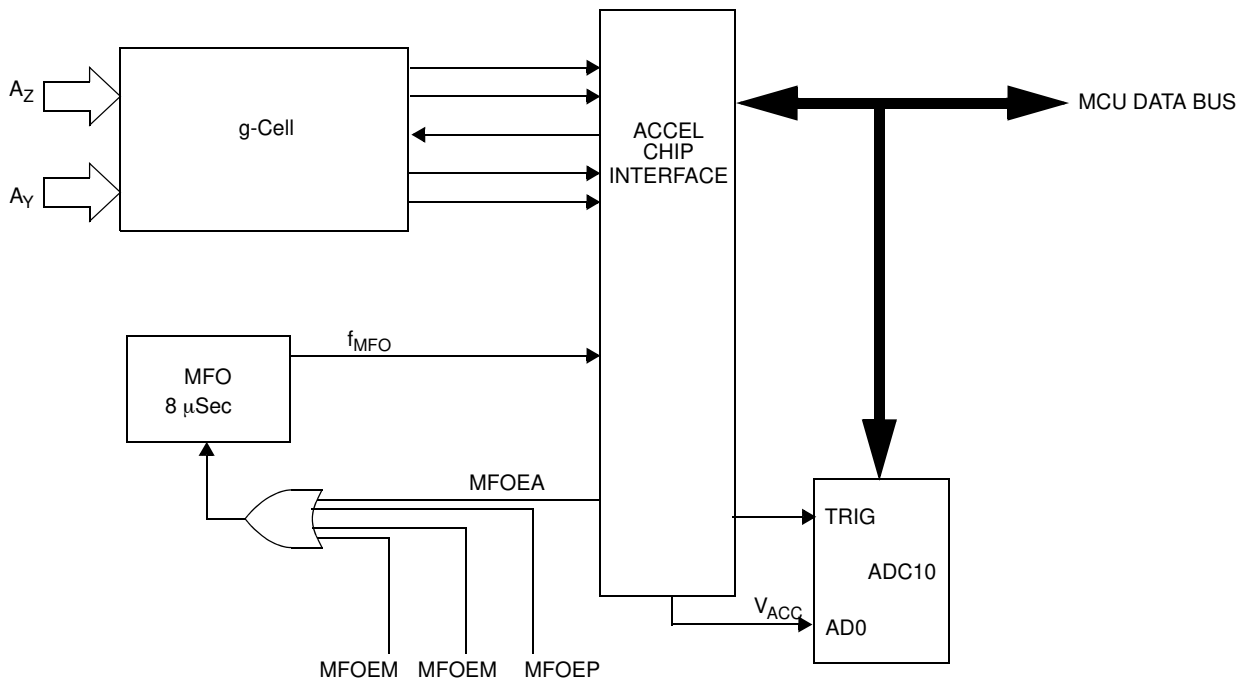 A_Z
g-Cell
A_Y
ACCEL
CHIP
INTERFACE
MCU DATA BUS
f_MFO
MFO
8 μSec
MFOEA
TRIG
ADC10
V_ACC
AD0
MFOEM
MFOEM
MFOEP